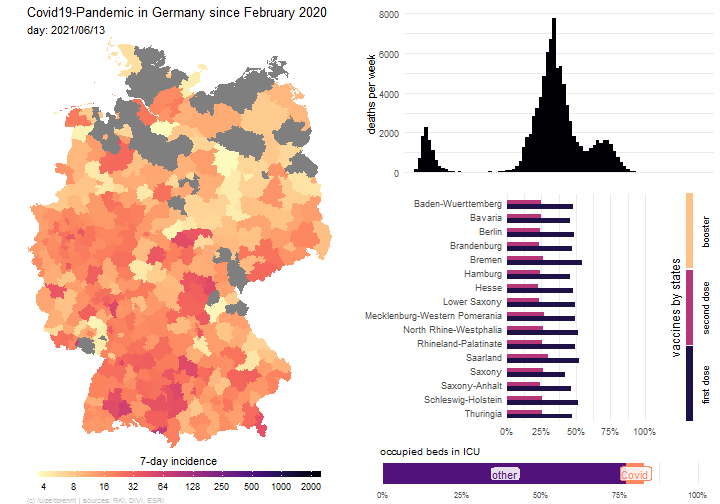 Covid19-Pandemic in Germany since February 2020
day: 2021/06/13
7-day incidence
4 8 16 32 64 125 250 500 1000 2000
(c) /u/zeitbrennt | sources: RKI, DIVI, ESRI
deaths per week
8000
6000
4000
2000
0
Baden-Wuerttemberg
Bavaria
Berlin
Brandenburg
Bremen
Hamburg
Hesse
Lower Saxony
Mecklenburg-Western Pomerania
North Rhine-Westphalia
Rhineland-Palatinate
Saarland
Saxony
Saxony-Anhalt
Schleswig-Holstein
Thuringia
0% 25% 50% 75% 100%
vaccines by states
booster
second dose
first dose
occupied beds in ICU
other
Covid
0% 25% 50% 75% 100%